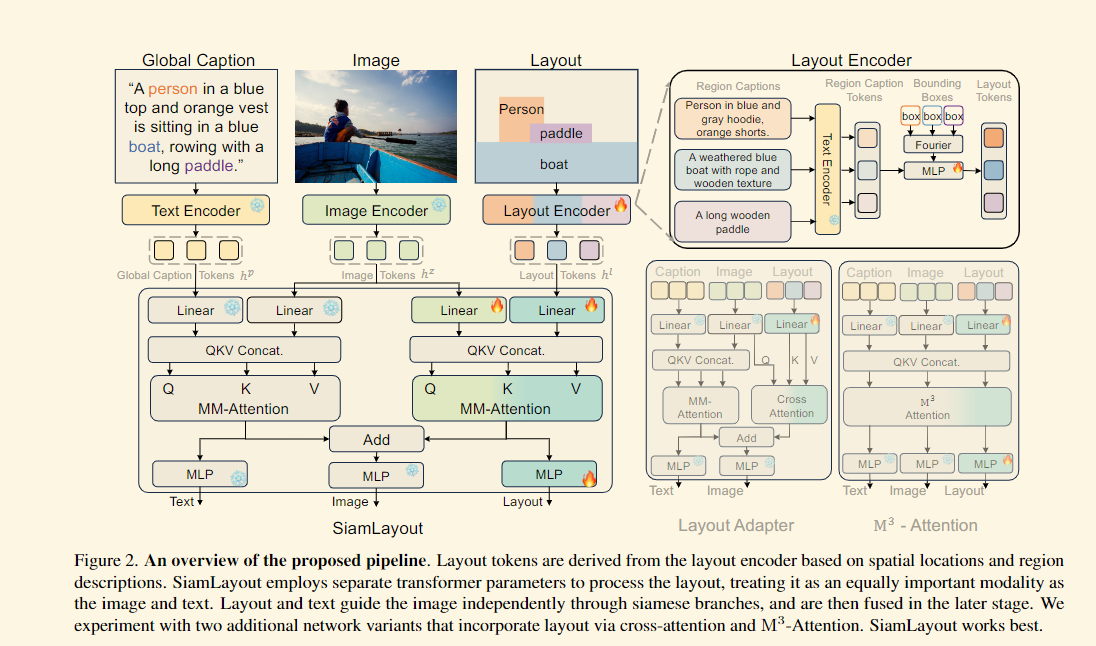 Global Caption
Image
Layout
Layout Encoder
“A person in a blue
top and orange vest
is sitting in a blue
boat, rowing with a
long paddle.”
Person
paddle
boat
Region Captions
Region Caption
Tokens
Bounding
Boxes
Layout
Tokens
Person in blue and
gray hoodie,
orange shorts.
A weathered blue
boat with rope and
wooden texture
A long wooden
paddle
Text Encoder
box box box
Fourier
MLP
Text Encoder
Image Encoder
Layout Encoder
Global Caption Tokens hᵖ
Image Tokens hᶻ
Layout Tokens hˡ
Linear
Linear
Linear
Linear
QKV Concat.
QKV Concat.
Q K V
MM-Attention
Q K V
MM-Attention
Add
MLP
MLP
MLP
Text
Image
Layout
SiamLayout
Caption Image Layout
Linear Linear Linear
QKV Concat.
Q K V
MM-
Attention
Cross
Attention
Add
MLP MLP
Text Image
Layout Adapter
Caption Image Layout
Linear Linear Linear
QKV Concat.
M³
Attention
MLP MLP MLP
Text Image Layout
M³ - Attention
Figure 2. An overview of the proposed pipeline. Layout tokens are derived from the layout encoder based on spatial locations and region
descriptions. SiamLayout employs separate transformer parameters to process the layout, treating it as an equally important modality as
the image and text. Layout and text guide the image independently through siamese branches, and are then fused in the later stage. We
experiment with two additional network variants that incorporate layout via cross-attention and M³-Attention. SiamLayout works best.